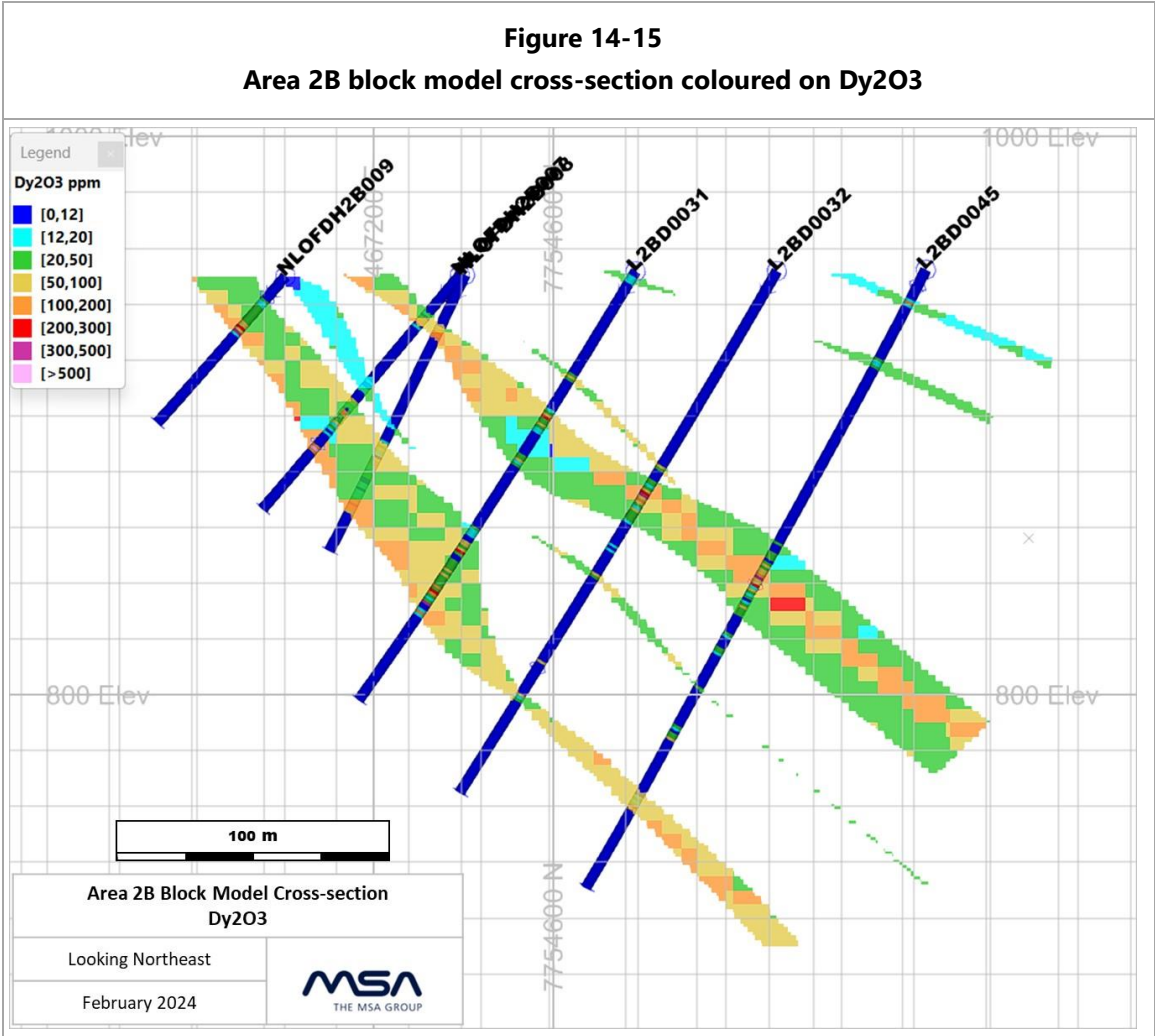 Figure 14-15
Area 2B block model cross-section coloured on Dy2O3
1000 Elev
1000 Elev
Legend
Dy2O3 ppm
[0,12]
[12,20]
[20,50]
[50,100]
[100,200]
[200,300]
[300,500]
[>500]
NLOFDH2B009
L2BD0031
L2BD0032
L2BD0045
800 Elev
800 Elev
7754600 N
100 m
Area 2B Block Model Cross-section
Dy2O3
Looking Northeast
February 2024
MSA
THE MSA GROUP